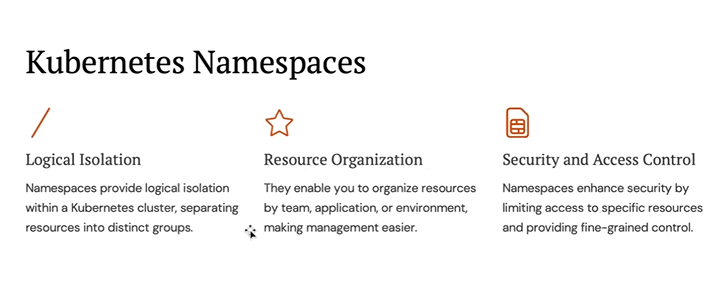 Kubernetes Namespaces
Logical Isolation
Namespaces provide logical isolation
within a Kubernetes cluster, separating
resources into distinct groups.
Resource Organization
They enable you to organize resources
by team, application, or environment,
making management easier.
Security and Access Control
Namespaces enhance security by
limiting access to specific resources
and providing fine-grained control.